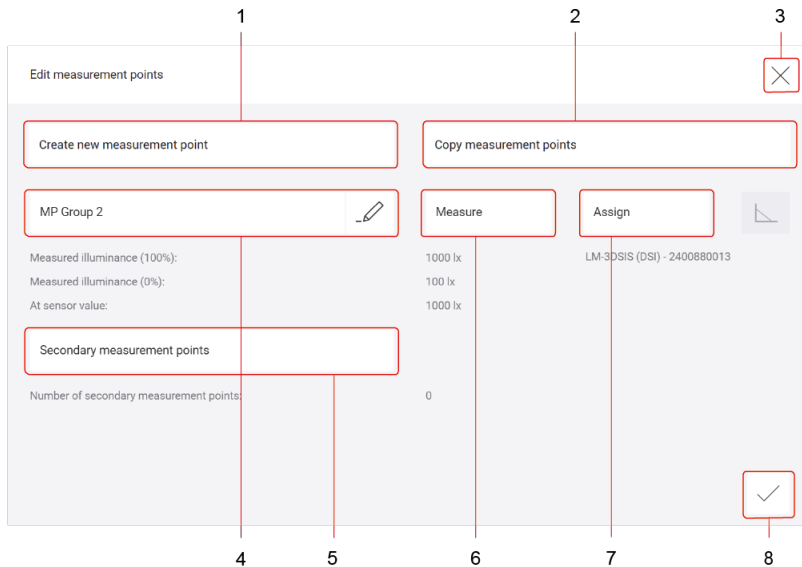 1 2 3
Edit measurement points
Create new measurement point Copy measurement points
MP Group 2 Measure Assign
Measured illuminance (100%): 1000 lx LM-3DSIS (DSI) - 2400880013
Measured illuminance (0%): 100 lx
At sensor value: 1000 lx
Secondary measurement points
Number of secondary measurement points: 0
4 5 6 7 8